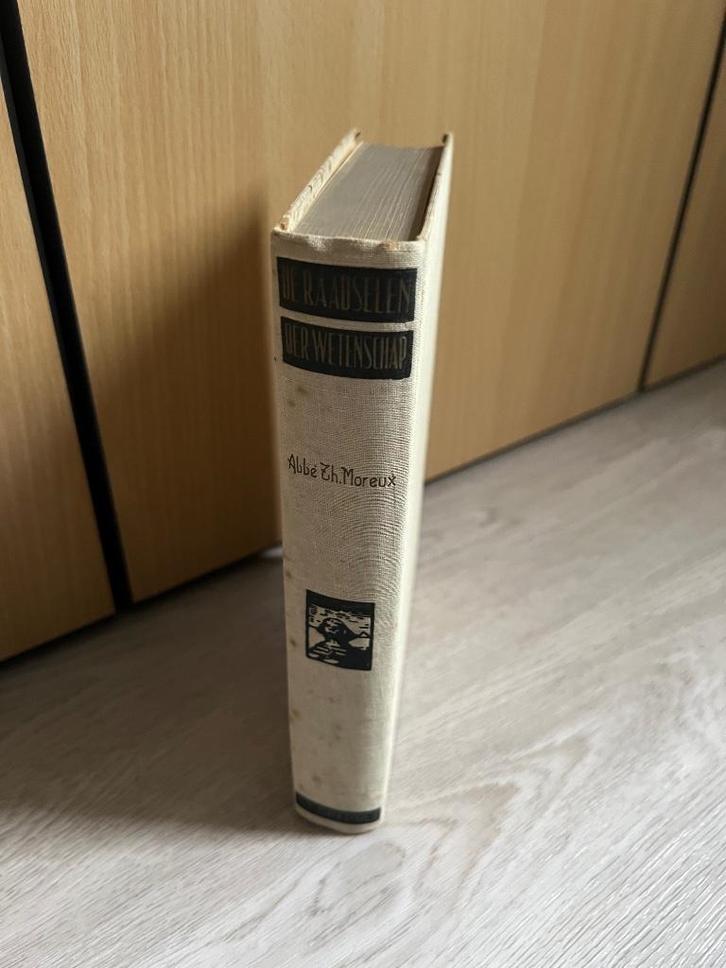 DE RAADSELEN
DER WETENSCHAP
Abbé Th. Moreux